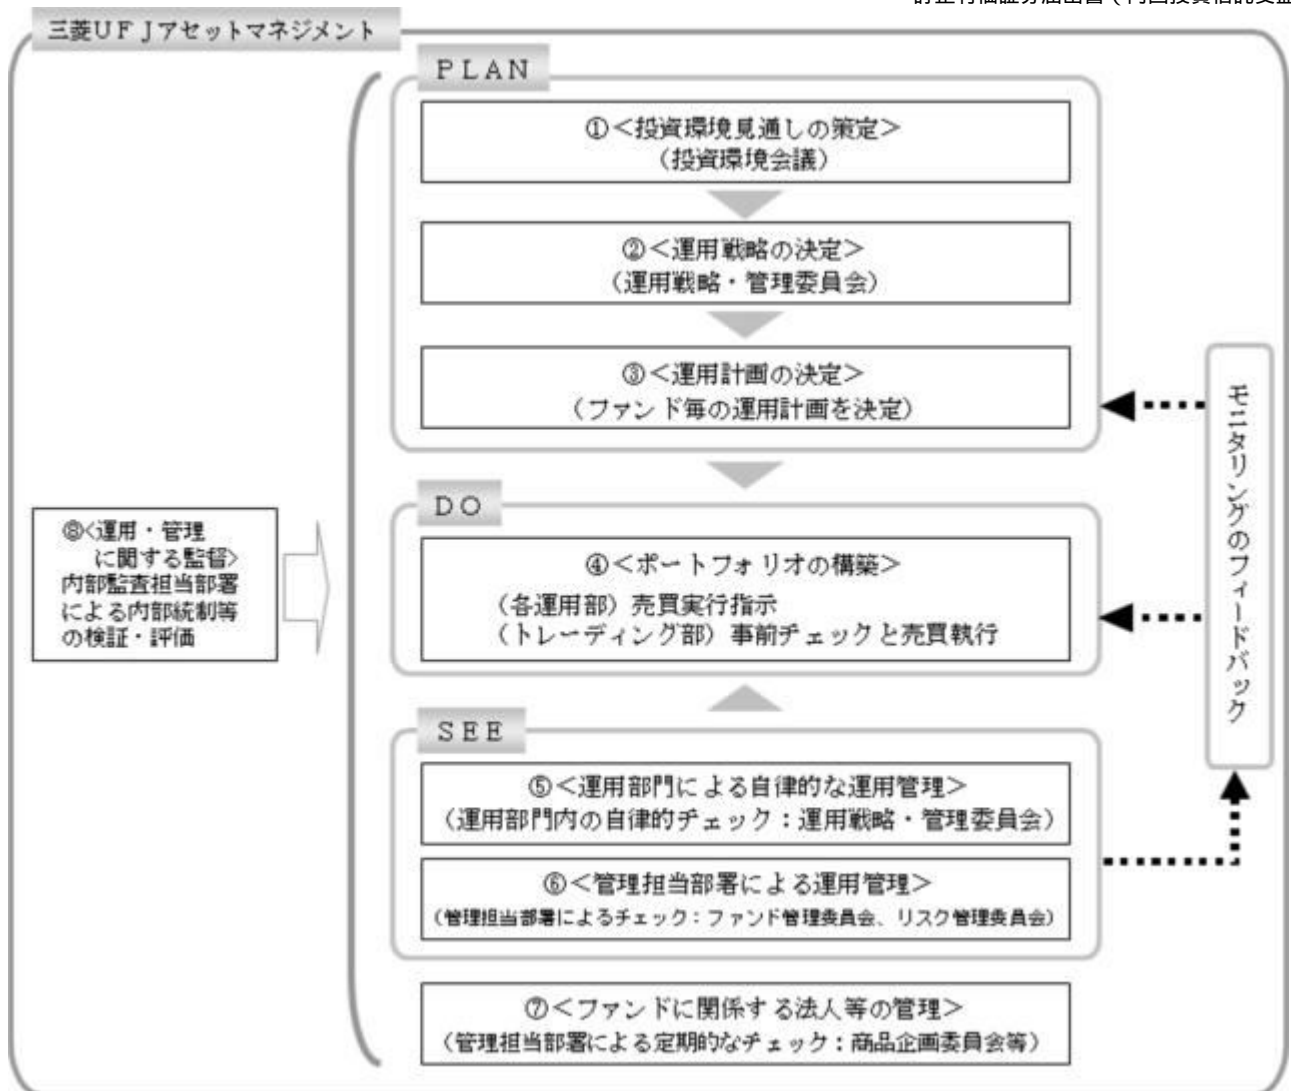 三菱ＵＦＪアセットマネジメント
ＰＬＡＮ
①＜投資環境見通しの策定＞
（投資環境会議）
②＜運用戦略の決定＞
（運用戦略・管理委員会）
③＜運用計画の決定＞
（ファンド毎の運用計画を決定）
ＤＯ
④＜ポートフォリオの構築＞
（各運用部）売買実行指示
（トレーディング部）事前チェックと売買執行
ＳＥＥ
⑤＜運用部門による自律的な運用管理＞
（運用部門内の自律的チェック：運用戦略・管理委員会）
⑥＜管理担当部署による運用管理＞
（管理担当部署によるチェック：ファンド管理委員会、リスク管理委員会）
⑦＜ファンドに関係する法人等の管理＞
（管理担当部署による定期的なチェック：商品企画委員会等）
⑧＜運用・管理
に関する監督＞
内部監査担当部署
による内部統制等
の検証・評価
モニタリングのフィードバック